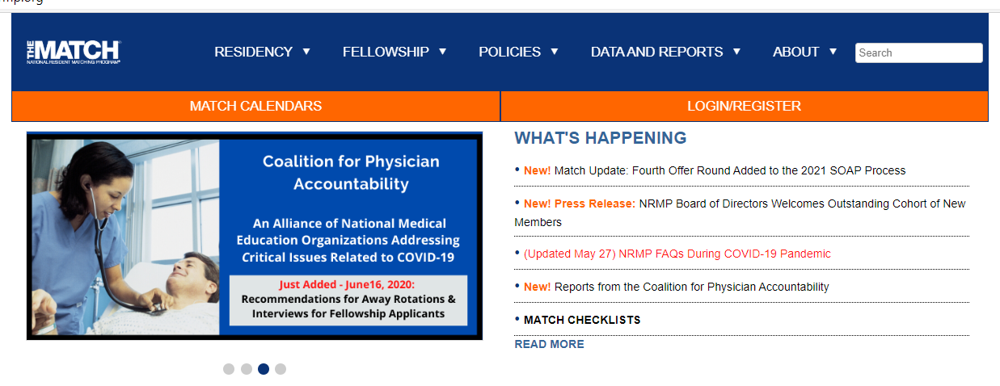 THE MATCH
NATIONAL RESIDENT MATCHING PROGRAM®
RESIDENCY ▼
FELLOWSHIP ▼
POLICIES ▼
DATA AND REPORTS ▼
ABOUT ▼
Search
MATCH CALENDARS
LOGIN/REGISTER
Coalition for Physician
Accountability
An Alliance of National Medical
Education Organizations Addressing
Critical Issues Related to COVID-19
Just Added - June16, 2020:
Recommendations for Away Rotations &
Interviews for Fellowship Applicants
WHAT'S HAPPENING
• New! Match Update: Fourth Offer Round Added to the 2021 SOAP Process
• New! Press Release: NRMP Board of Directors Welcomes Outstanding Cohort of New
Members
• (Updated May 27) NRMP FAQs During COVID-19 Pandemic
• New! Reports from the Coalition for Physician Accountability
• MATCH CHECKLISTS
READ MORE